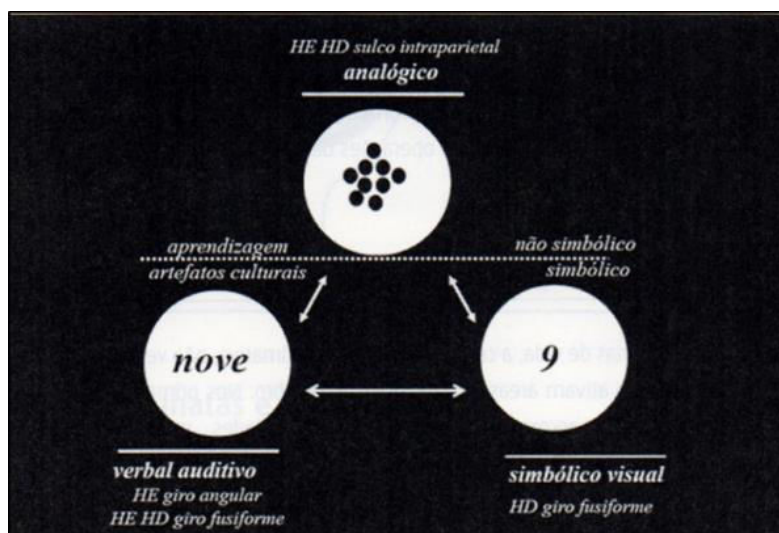 HE HD sulco intraparietal
analógico
aprendizagem
não simbólico
artefatos culturais
simbólico
nove
9
verbal auditivo
simbólico visual
HE giro angular
HD giro fusiforme
HE HD giro fusiforme